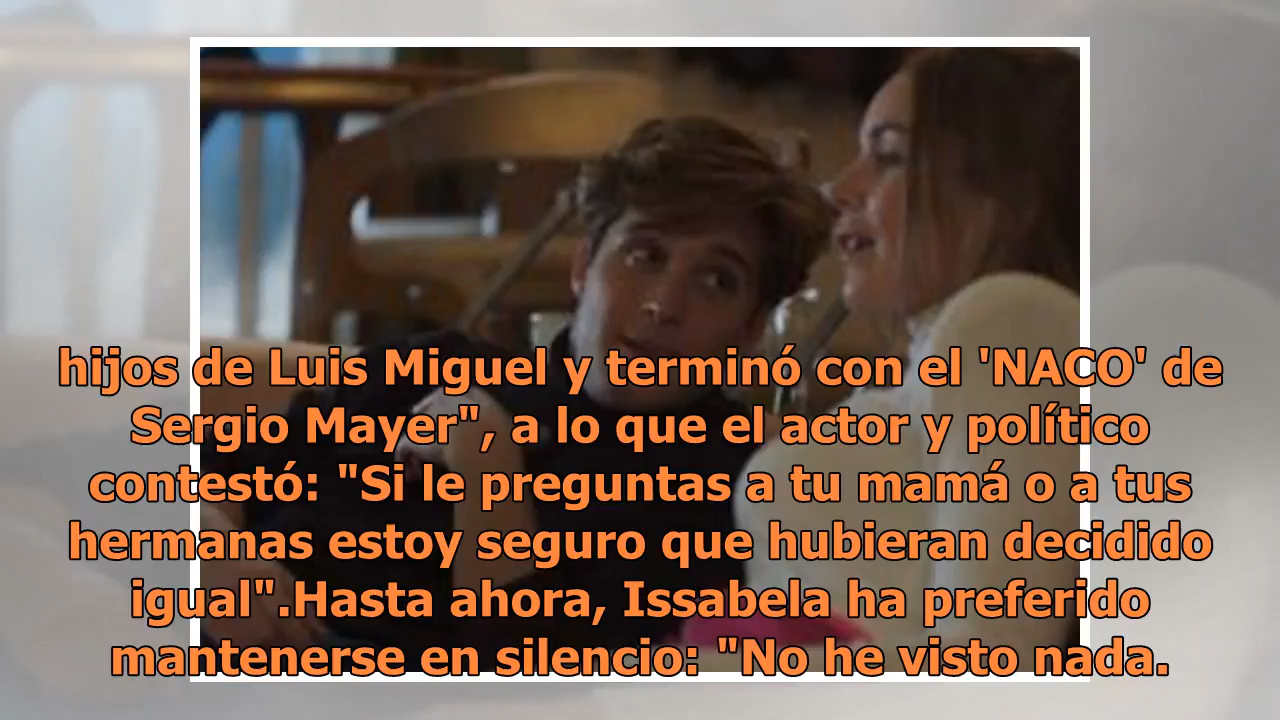 hijos de Luis Miguel y terminó con el 'NACO' de
Sergio Mayer", a lo que el actor y político
contestó: "Si le preguntas a tu mamá o a tus
hermanas estoy seguro que hubieran decidido
igual".Hasta ahora, Issabela ha preferido
mantenerse en silencio: "No he visto nada.